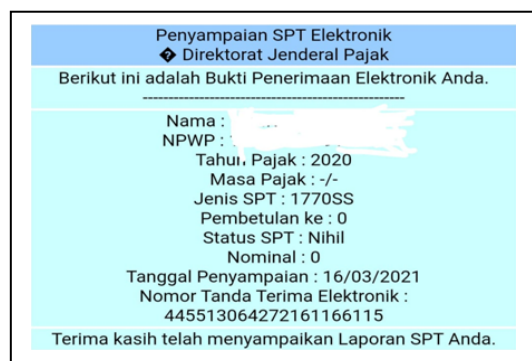 Penyampaian SPT Elektronik
� Direktorat Jenderal Pajak
Berikut ini adalah Bukti Penerimaan Elektronik Anda.
----------------------------------------------------
Nama :
NPWP :
Tahun Pajak : 2020
Masa Pajak : -/-
Jenis SPT : 1770SS
Pembetulan ke : 0
Status SPT : Nihil
Nominal : 0
Tanggal Penyampaian : 16/03/2021
Nomor Tanda Terima Elektronik :
445513064272161166115
Terima kasih telah menyampaikan Laporan SPT Anda.